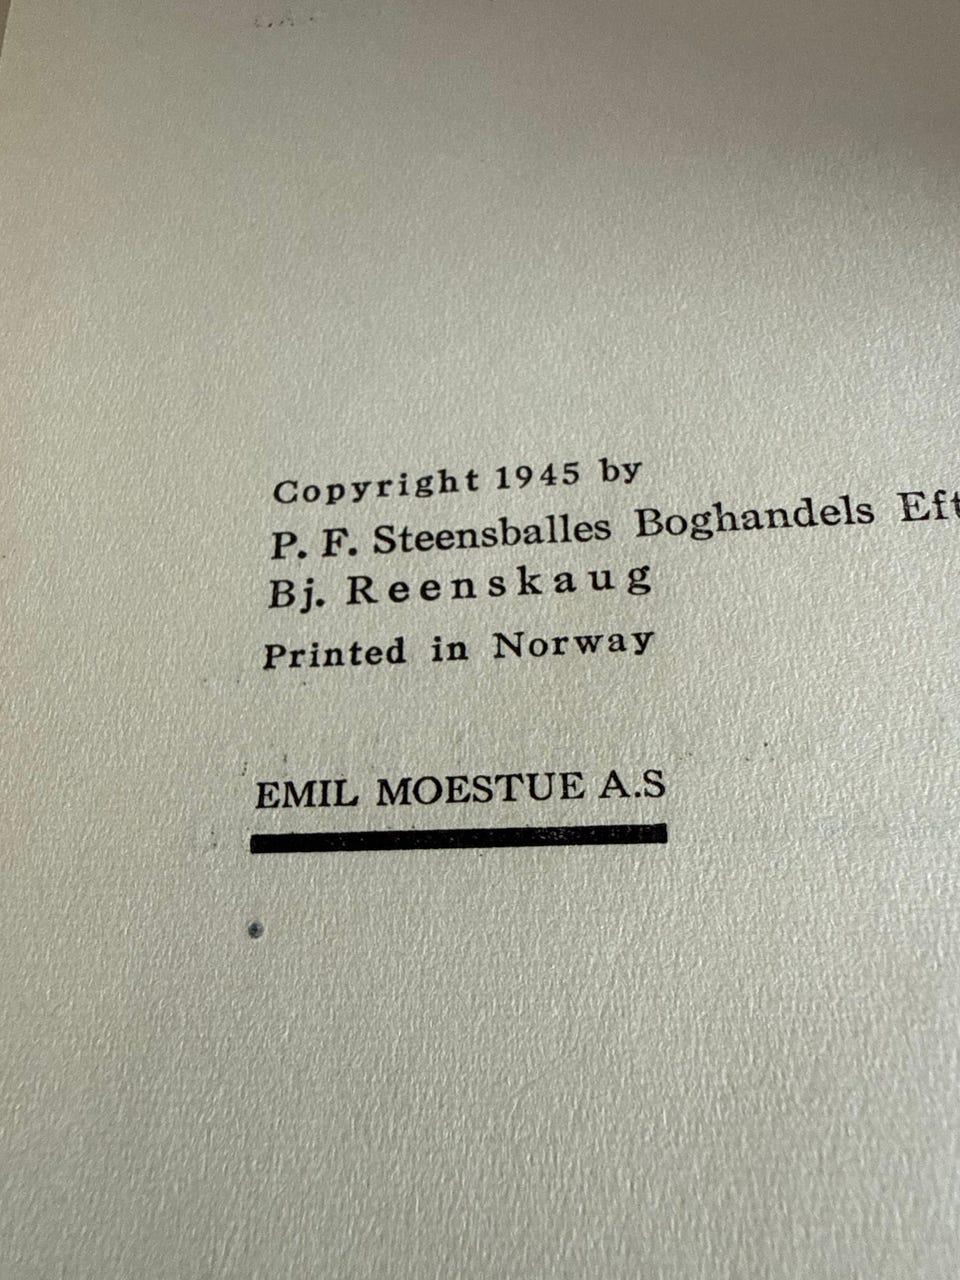 Copyright 1945 by
P. F. Steensballes Boghandels Eft
Bj. Reenskaug
Printed in Norway
EMIL MOESTUE A.S